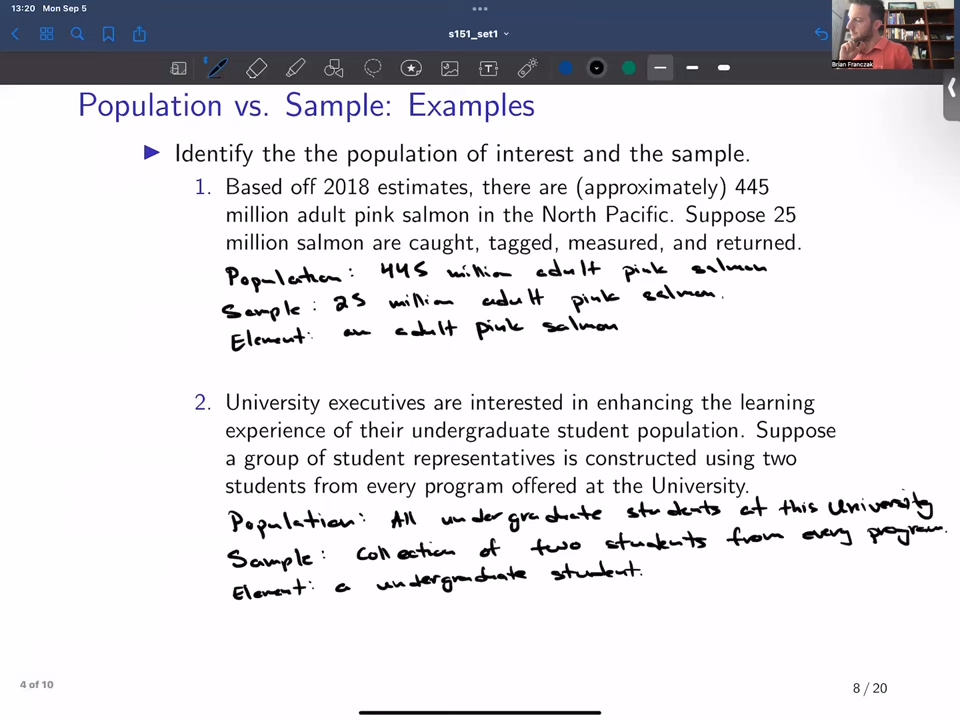 13:20 Mon Sep 5
s151_set1
Brian Franczak
Population vs. Sample: Examples
Identify the the population of interest and the sample.
1. Based off 2018 estimates, there are (approximately) 445
million adult pink salmon in the North Pacific. Suppose 25
million salmon are caught, tagged, measured, and returned.
Population: 445 million adult pink salmon
Sample: 25 million adult pink salmon.
Element: an adult pink salmon
2. University executives are interested in enhancing the learning
experience of their undergraduate student population. Suppose
a group of student representatives is constructed using two
students from every program offered at the University.
Population: All undergraduate students at this University
Sample: Collection of two students from every program.
Element: a undergraduate student.
4 of 10
8 / 20